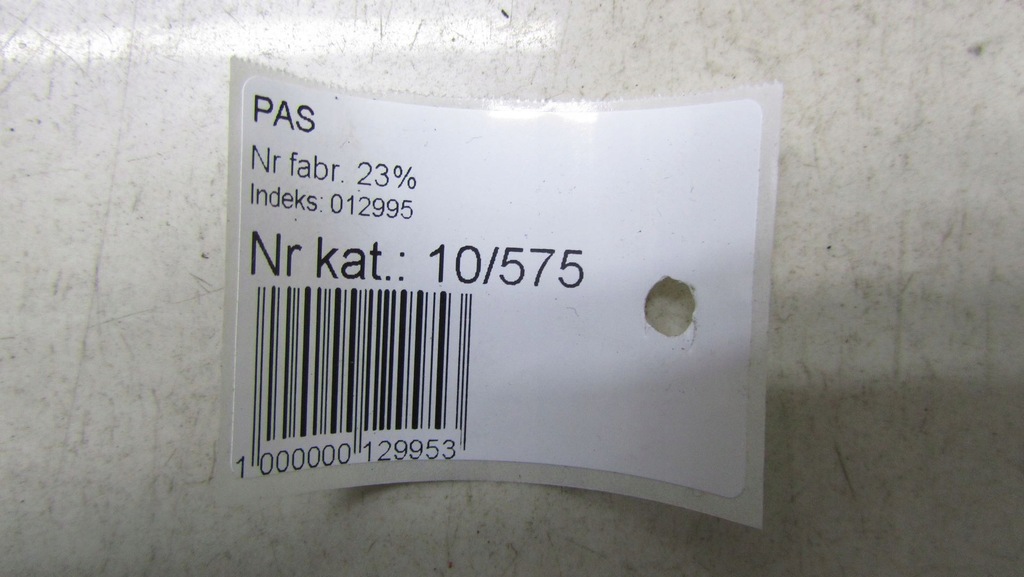 PAS
Nr fabr. 23%
Indeks: 012995
Nr kat.: 10/575
1 000000 129953